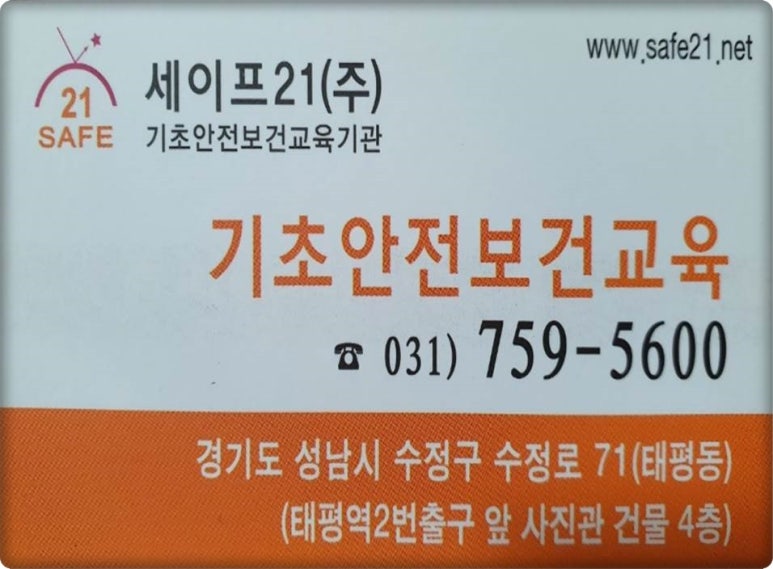 www.safe21.net
21
SAFE
세이프21(주)
기초안전보건교육기관
기초안전보건교육
☎ 031) 759-5600
경기도 성남시 수정구 수정로 71(태평동)
(태평역2번출구 앞 사진관 건물 4층)